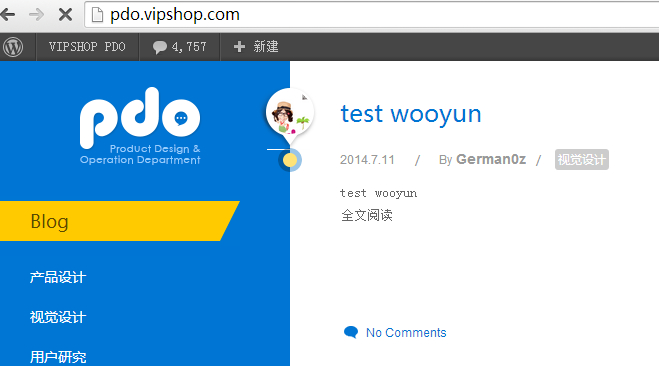 pdo.vipshop.com
VIPSHOP PDO 4,757 新建
pdo
Product Design &
Operation Department
Blog
产品设计
视觉设计
用户研究
test wooyun
2014.7.11 / By German0z / 视觉设计
test wooyun
全文阅读
No Comments